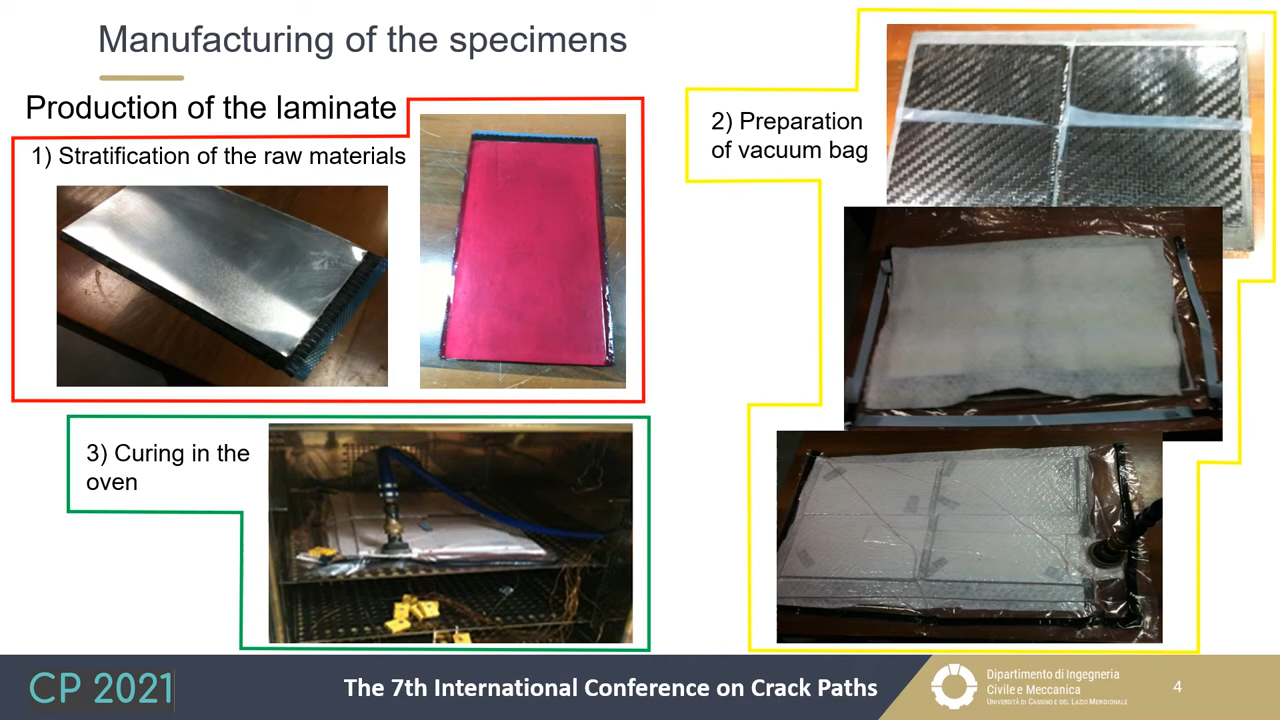 Manufacturing of the specimens
Production of the laminate
1) Stratification of the raw materials
2) Preparation
of vacuum bag
3) Curing in the
oven
CP 2021
The 7th International Conference on Crack Paths
Dipartimento di Ingegneria
Civile e Meccanica
Università di Cassino e del Lazio Meridionale
4